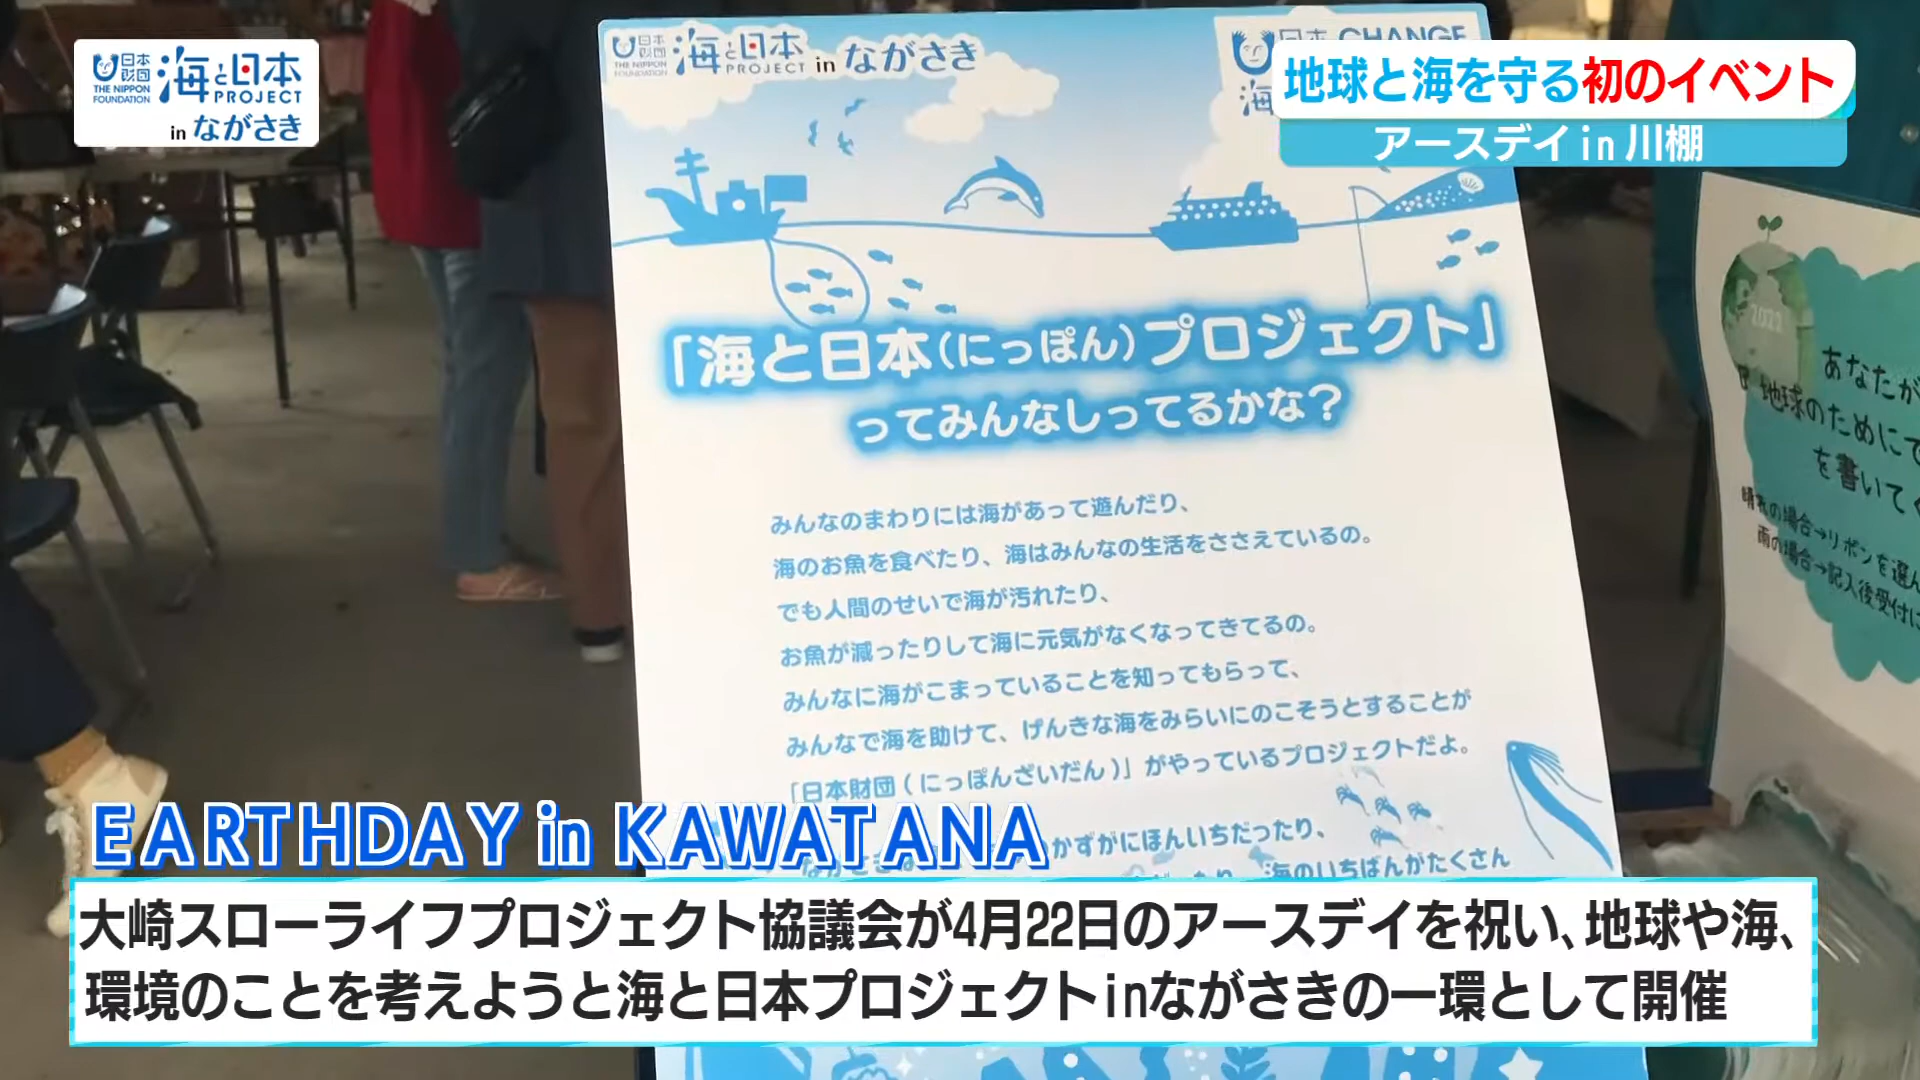 日本財団
THE NIPPON FOUNDATION
海と日本
PROJECT
in ながさき
地球と海を守る初のイベント
アースデイ in 川棚
日本財団
THE NIPPON FOUNDATION
海と日本
PROJECT
in ながさき
日本
CHANGE
海
「海と日本(にっぽん)プロジェクト」
ってみんなしってるかな?
みんなのまわりには海があって遊んだり、
海のお魚を食べたり、海はみんなの生活をささえているの。
でも人間のせいで海が汚れたり、
お魚が減ったりして海に元気がなくなってきてるの。
みんなに海がこまっていることを知ってもらって、
みんなで海を助けて、げんきな海をみらいにのこそうとすることが
「日本財団(にっぽんざいだん)」がやっているプロジェクトだよ。
かずがにほんいちだったり、
海のいちばんがたくさん
2022
あなたが
地球のためにで
を書いてく
晴れの場合→リボンを選ん
雨の場合→記入後受付に
EARTHDAY in KAWATANA
大崎スローライフプロジェクト協議会が4月22日のアースデイを祝い、地球や海、
環境のことを考えようと海と日本プロジェクトinながさきの一環として開催